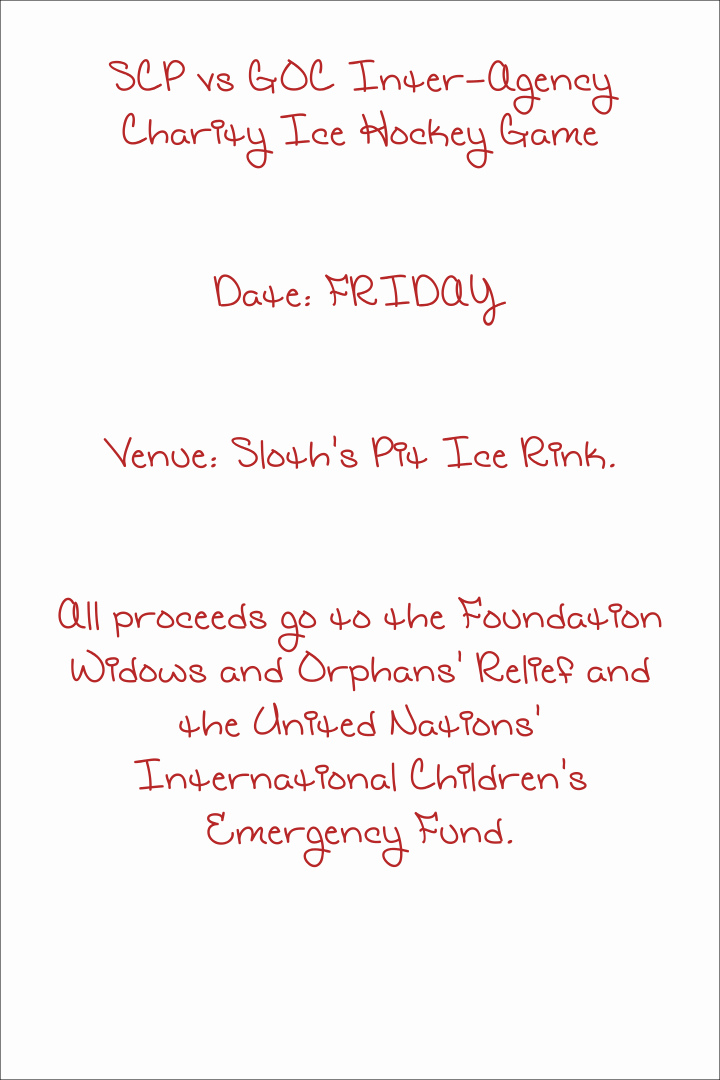 SCP vs GOC Inter-Agency
Charity Ice Hockey Game
Date: FRIDAY
Venue: Sloth's Pit Ice Rink.
All proceeds go to the Foundation
Widows and Orphans' Relief and
the United Nations'
International Children's
Emergency Fund.